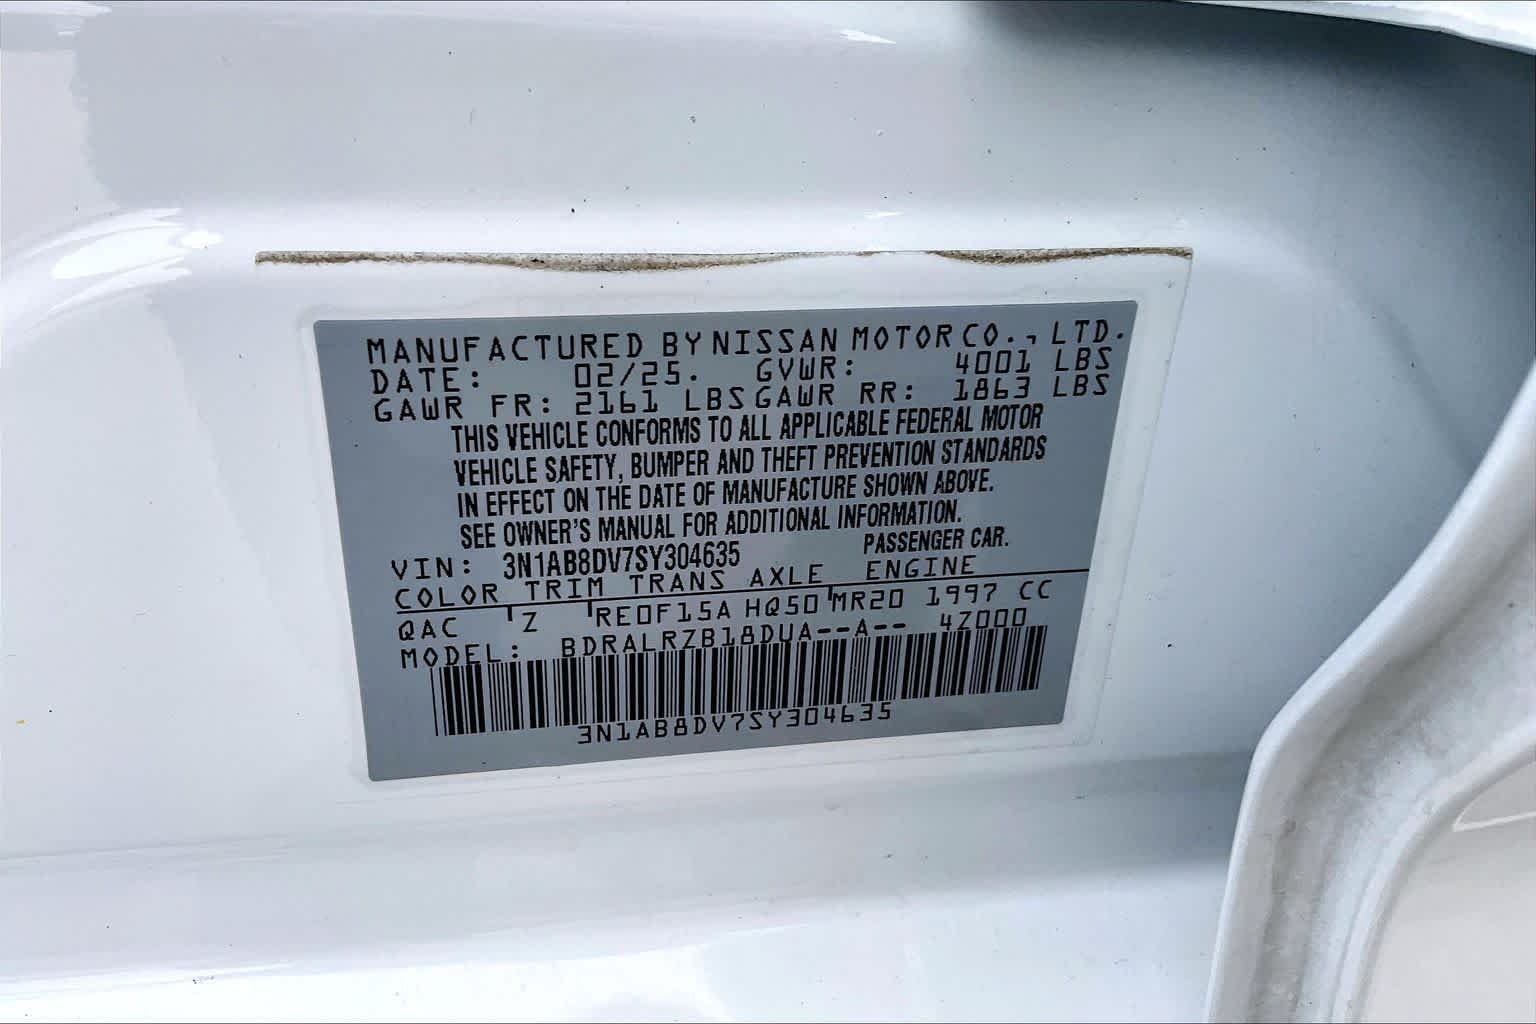 MANUFACTURED BY NISSAN MOTOR CO., LTD.
DATE: 02/25. GVWR: 4001 LBS
GAWR FR: 2161 LBS GAWR RR: 1863 LBS
THIS VEHICLE CONFORMS TO ALL APPLICABLE FEDERAL MOTOR
VEHICLE SAFETY, BUMPER AND THEFT PREVENTION STANDARDS
IN EFFECT ON THE DATE OF MANUFACTURE SHOWN ABOVE.
SEE OWNER'S MANUAL FOR ADDITIONAL INFORMATION.
VIN: 3N1AB8DV7SY304635 PASSENGER CAR.
COLOR TRIM TRANS AXLE ENGINE
QAC Z RE0F15A HQ50 MR20 1997 CC
MODEL: BDRALRZB18DUA--A-- 4Z000
3N1AB8DV7SY304635